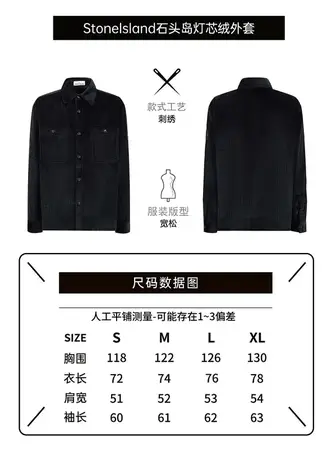 StoneIsland石头岛灯芯绒外套
款式工艺
刺绣
服装版型
宽松
尺码数据图
人工平铺测量-可能存在1~3偏差
SIZE S M L XL
胸围 118 122 126 130
衣长 72 74 76 78
肩宽 51 52 53 54
袖长 60 61 62 63